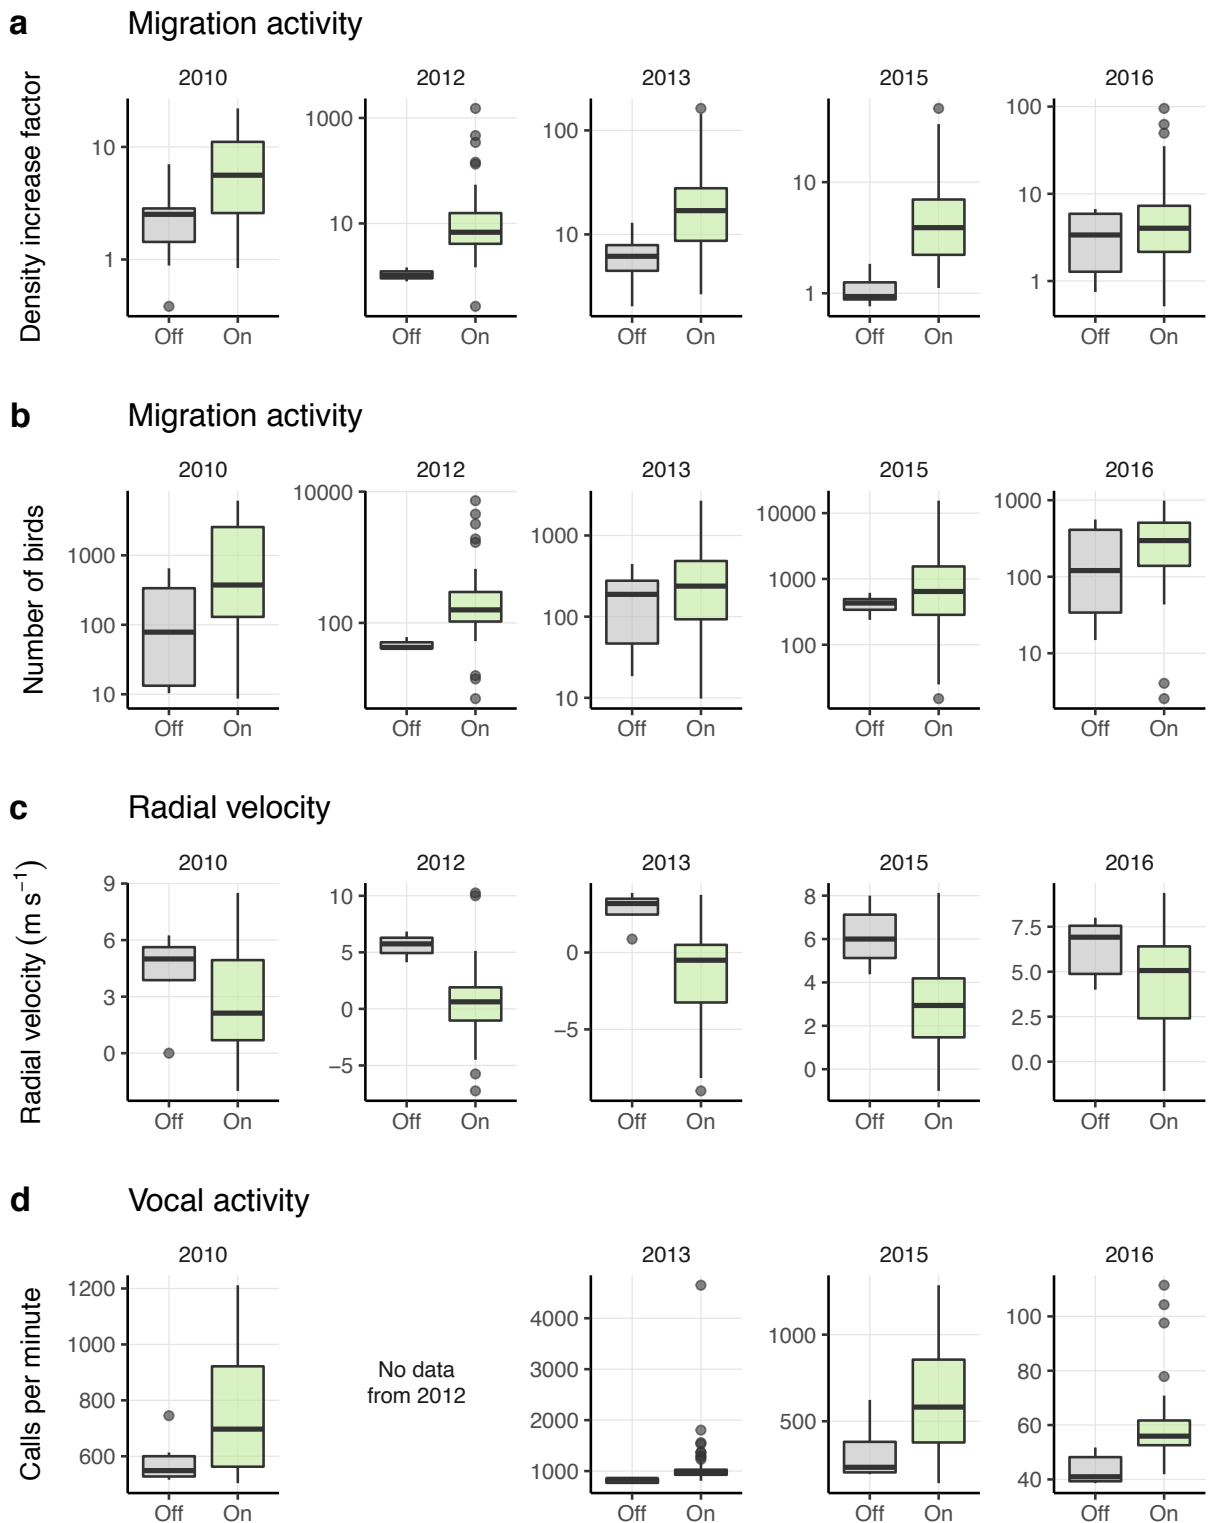 a Migration activity
Density increase factor
2010 2012 2013 2015 2016
10 1000 100 10 100
1 10 10 1 10
1
Off On Off On Off On Off On Off On
b Migration activity
Number of birds
2010 2012 2013 2015 2016
1000 10000 1000 10000 1000
100 100 100 1000 100
10 10 100 10
Off On Off On Off On Off On Off On
c Radial velocity
Radial velocity (m s⁻¹)
2010 2012 2013 2015 2016
9 10 0 8 7.5
6 5 −5 6 5.0
3 0 4 2.5
0 −5 2 0.0
0
Off On Off On Off On Off On Off On
d Vocal activity
Calls per minute
2010 2013 2015 2016
1200 4000 1000 100
1000 3000 500 80
800 2000 60
600 1000 40
No data
from 2012
Off On Off On Off On Off On